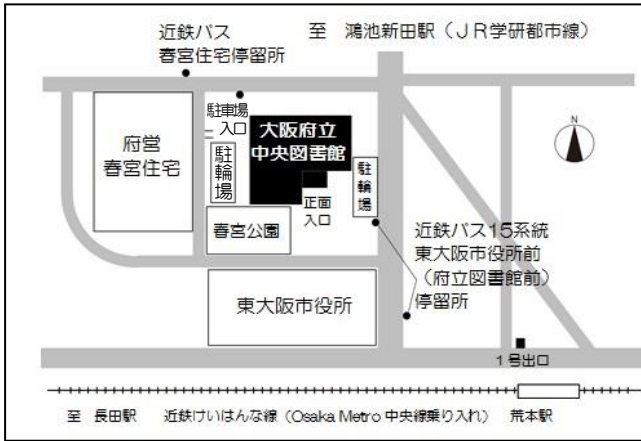 近鉄バス
春宮住宅停留所
至 鴻池新田駅（ＪＲ学研都市線）
駐車場
入口
大阪府立
中央図書館
N
府営
春宮住宅
駐輪場
駐輪場
正面
入口
春宮公園
近鉄バス15系統
東大阪市役所前
（府立図書館前）
停留所
東大阪市役所
１号出口
至 長田駅 近鉄けいはんな線（Osaka Metro 中央線乗り入れ） 荒本駅